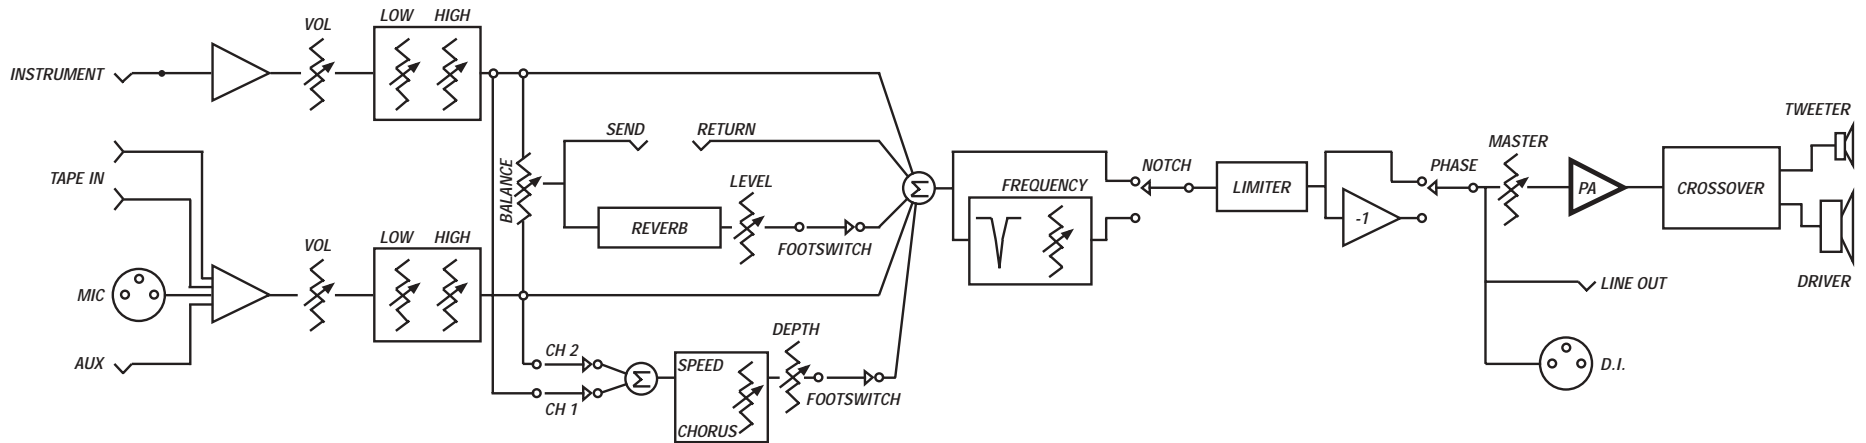 INSTRUMENT
VOL
LOW HIGH
TAPE IN
MIC
AUX
VOL
LOW HIGH
BALANCE
SEND
RETURN
REVERB
LEVEL
FOOTSWITCH
CH 2
CH 1
Σ
SPEED
CHORUS
DEPTH
FOOTSWITCH
Σ
FREQUENCY
NOTCH
LIMITER
-1
PHASE
MASTER
PA
CROSSOVER
TWEETER
DRIVER
LINE OUT
D.I.